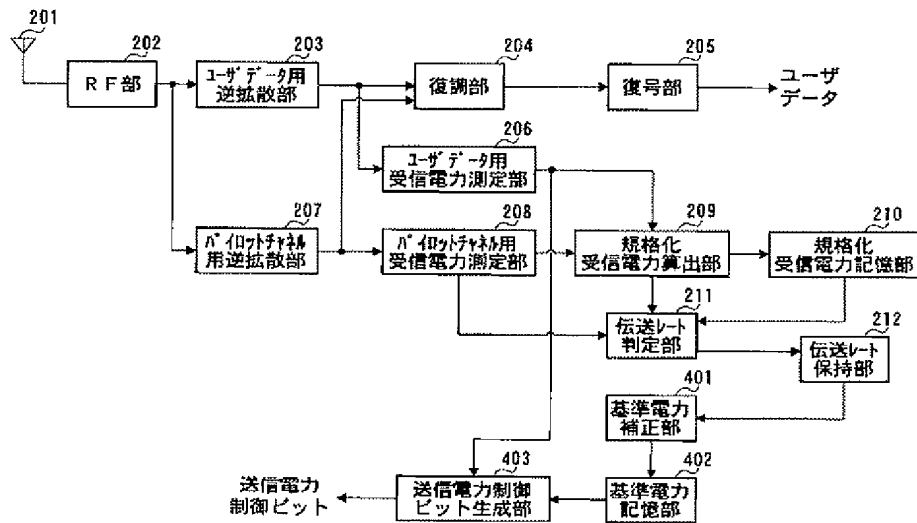 201
202
RF部
203
ユーザデータ用
逆拡散部
204
復調部
205
復号部
ユーザ
データ
206
ユーザデータ用
受信電力測定部
207
パイロットチャネル
用逆拡散部
208
パイロットチャネル用
受信電力測定部
209
規格化
受信電力算出部
210
規格化
受信電力記憶部
211
伝送レート
判定部
212
伝送レート
保持部
401
基準電力
補正部
402
基準電力
記憶部
403
送信電力制御
ビット生成部
送信電力
制御ビット